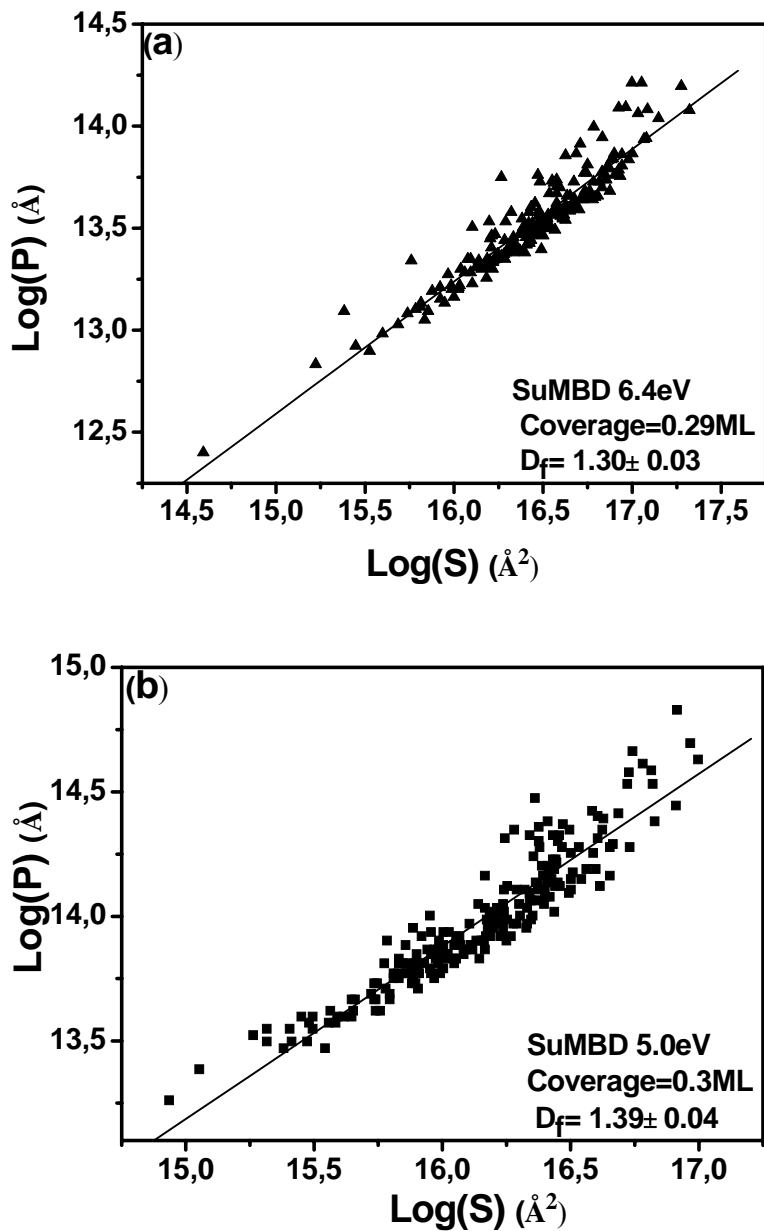 (a)
14,5
14,0
13,5
13,0
12,5
Log(P) (Å)
SuMBD 6.4eV
Coverage=0.29ML
D_f= 1.30± 0.03
14,5 15,0 15,5 16,0 16,5 17,0 17,5
Log(S) (Å²)
(b)
15,0
14,5
14,0
13,5
Log(P) (Å)
SuMBD 5.0eV
Coverage=0.3ML
D_f= 1.39± 0.04
15,0 15,5 16,0 16,5 17,0
Log(S) (Å²)